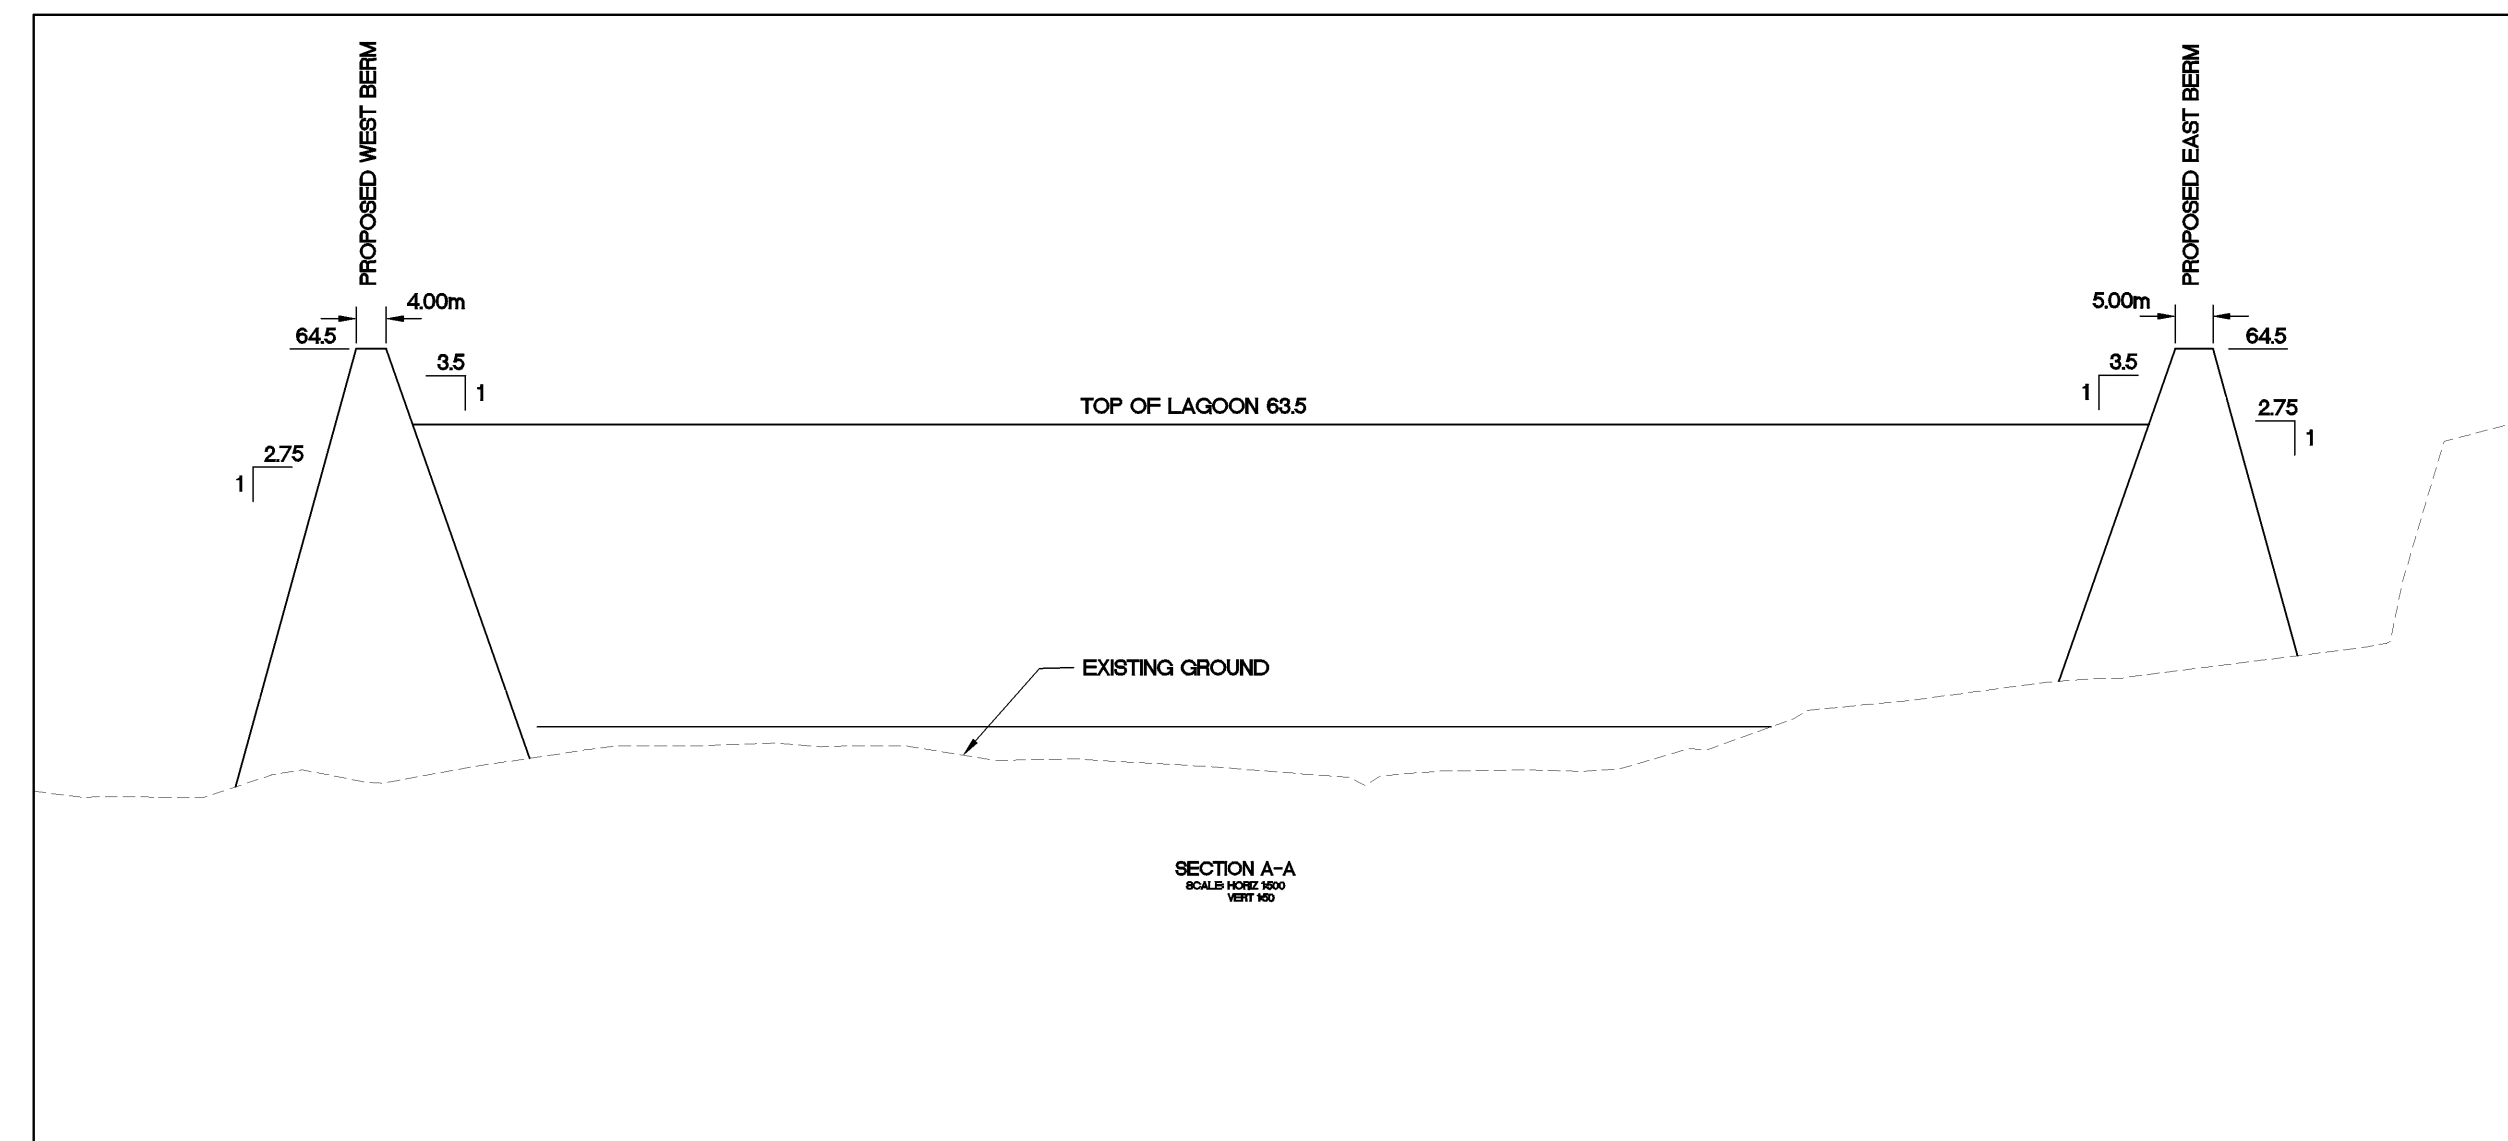 PROPOSED WEST BERM
PROPOSED EAST BERM
4.00m
5.00m
64.5
64.5
3.5
1
3.5
1
TOP OF LAGOON 63.5
2.75
1
2.75
1
EXISTING GROUND
SECTION A-A
SCALE: HORIZ 1:500
VERT 1:50